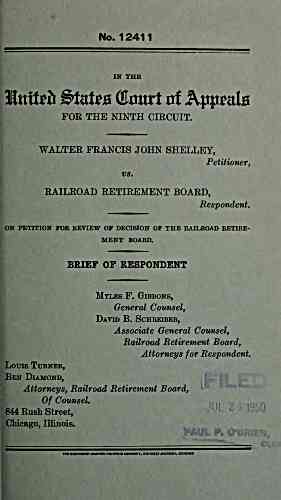 No. 12411
IN THE
United States Court of Appeals
FOR THE NINTH CIRCUIT.
WALTER FRANCIS JOHN SHELLEY,
Petitioner,
vs.
RAILROAD RETIREMENT BOARD,
Respondent.
ON PETITION FOR REVIEW OF DECISION OF THE RAILROAD RETIRE-
MENT BOARD.
BRIEF OF RESPONDENT
MYLES F. GIBBONS,
General Counsel,
DAVID B. SCHREIBER,
Associate General Counsel,
Railroad Retirement Board,
Attorneys for Respondent.
LOUIS TURNER,
BEN DIAMOND,
Attorneys, Railroad Retirement Board,
Of Counsel.
844 Rush Street,
Chicago, Illinois.
FILED
JUL 1950
PAUL P. O'BRIEN,